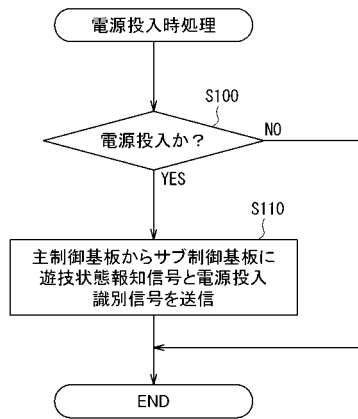 電源投入時処理
S100
電源投入か？
NO
YES
S110
主制御基板からサブ制御基板に
遊技状態報知信号と電源投入
識別信号を送信
END